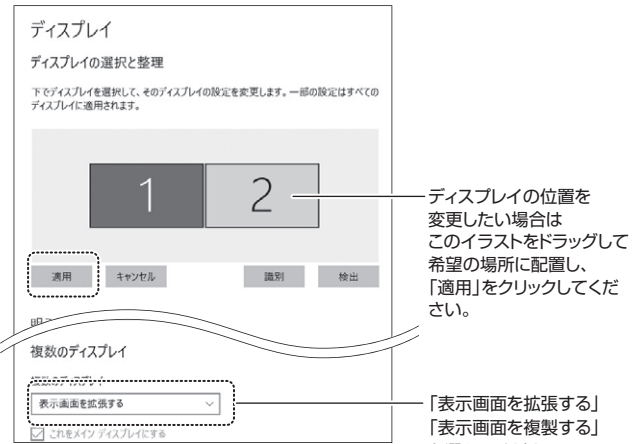 ディスプレイ
ディスプレイの選択と整理
下でディスプレイを選択して、そのディスプレイの設定を変更します。一部の設定はすべての
ディスプレイに適用されます。
1
2
ディスプレイの位置を
変更したい場合は
このイラストをドラッグして
希望の場所に配置し、
「適用」をクリックしてくだ
さい。
適用
キャンセル
識別
検出
複数のディスプレイ
表示画面を拡張する
「表示画面を拡張する」
「表示画面を複製する」
これをメイン ディスプレイにする